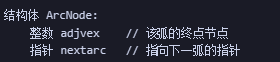 结构体 ArcNode:
    整数 adjvex    // 该弧的终点节点
    指针 nextarc   // 指向下一弧的指针